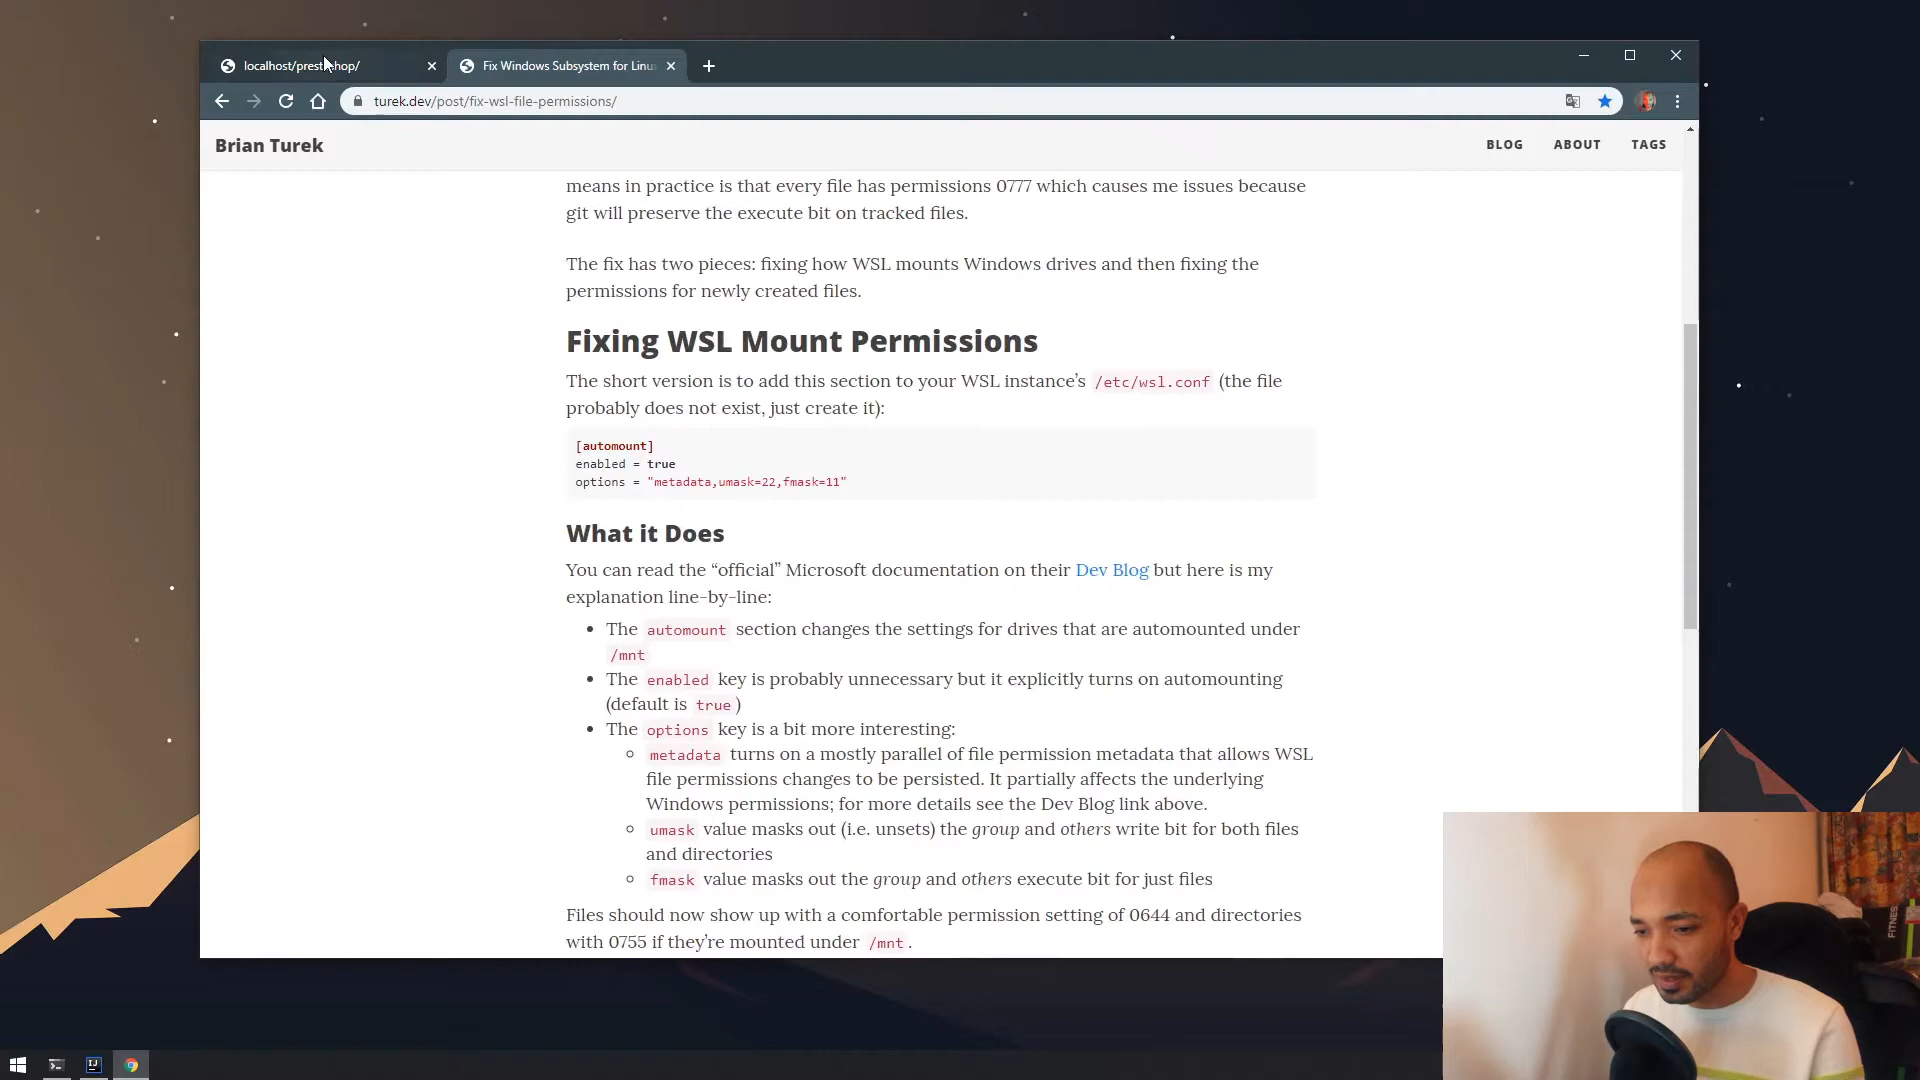 localhost/prestashop/
Fix Windows Subsystem for Linu
turek.dev/post/fix-wsl-file-permissions/
Brian Turek
BLOG
ABOUT
TAGS
means in practice is that every file has permissions 0777 which causes me issues because
git will preserve the execute bit on tracked files.
The fix has two pieces: fixing how WSL mounts Windows drives and then fixing the
permissions for newly created files.
Fixing WSL Mount Permissions
The short version is to add this section to your WSL instance’s /etc/wsl.conf (the file
probably does not exist, just create it):
[automount]
enabled = true
options = "metadata,umask=22,fmask=11"
What it Does
You can read the “official” Microsoft documentation on their Dev Blog but here is my
explanation line-by-line:
• The automount section changes the settings for drives that are automounted under
/mnt
• The enabled key is probably unnecessary but it explicitly turns on automounting
(default is true)
• The options key is a bit more interesting:
◦ metadata turns on a mostly parallel of file permission metadata that allows WSL
file permissions changes to be persisted. It partially affects the underlying
Windows permissions; for more details see the Dev Blog link above.
◦ umask value masks out (i.e. unsets) the group and others write bit for both files
and directories
◦ fmask value masks out the group and others execute bit for just files
Files should now show up with a comfortable permission setting of 0644 and directories
with 0755 if they’re mounted under /mnt.
FITNES
IJ